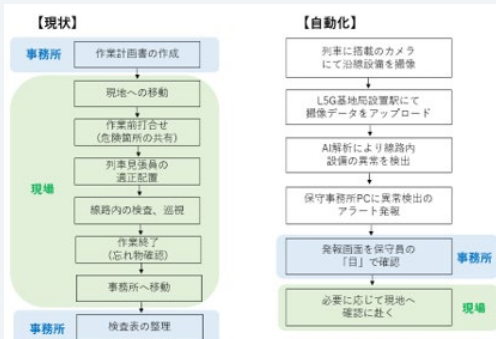 【現状】
事務所
作業計画書の作成
現場
現地への移動
作業前打合せ
(危険箇所の共有)
列車見張員の
適正配置
線路内の検査、巡視
作業終了
(忘れ物確認)
事務所へ移動
事務所
検査表の整理
【自動化】
列車に搭載のカメラ
にて沿線設備を撮像
L5G基地局設置駅にて
撮像データをアップロード
AI解析により線路内
設備の異常を検出
保守事務所PCに異常検出の
アラート発報
発報画面を保守員の
「目」で確認
事務所
必要に応じて現地へ
確認に赴く
現場